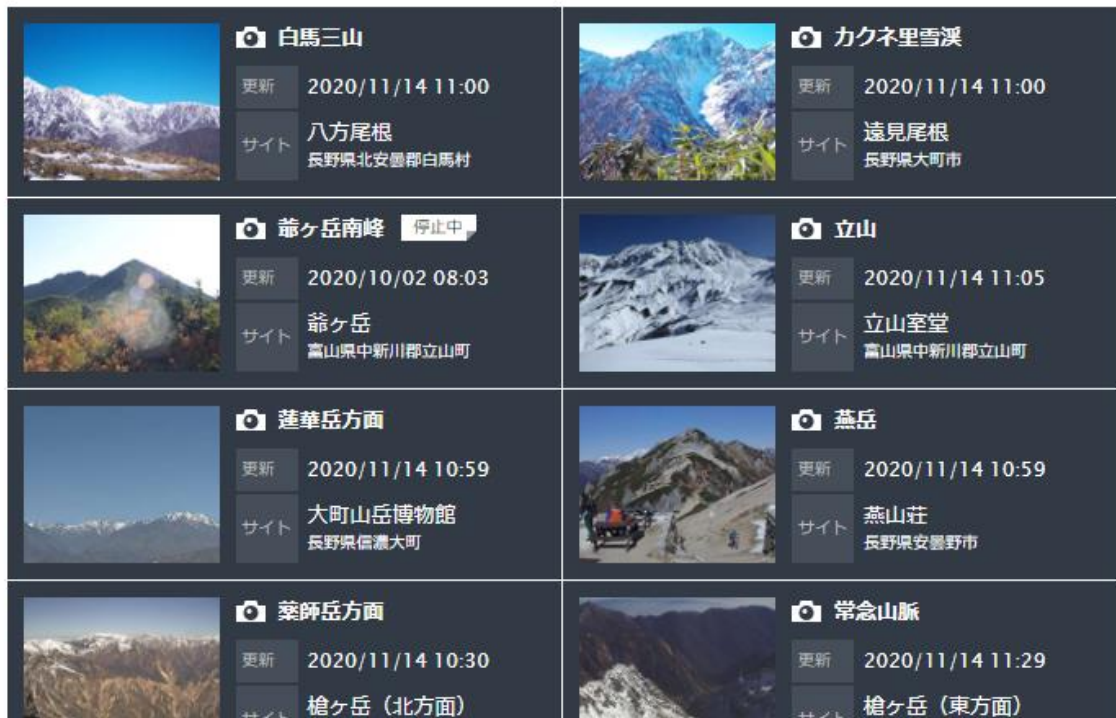 白馬三山
更新 2020/11/14 11:00
サイト 八方尾根
長野県北安曇郡白馬村
カクネ里雪渓
更新 2020/11/14 11:00
サイト 遠見尾根
長野県大町市
爺ヶ岳南峰 停止中
更新 2020/10/02 08:03
サイト 爺ヶ岳
富山県中新川郡立山町
立山
更新 2020/11/14 11:05
サイト 立山室堂
富山県中新川郡立山町
蓮華岳方面
更新 2020/11/14 10:59
サイト 大町山岳博物館
長野県信濃大町
燕岳
更新 2020/11/14 10:59
サイト 燕山荘
長野県安曇野市
薬師岳方面
更新 2020/11/14 10:30
サイト 槍ヶ岳（北方面）
常念山脈
更新 2020/11/14 11:29
サイト 槍ヶ岳（東方面）